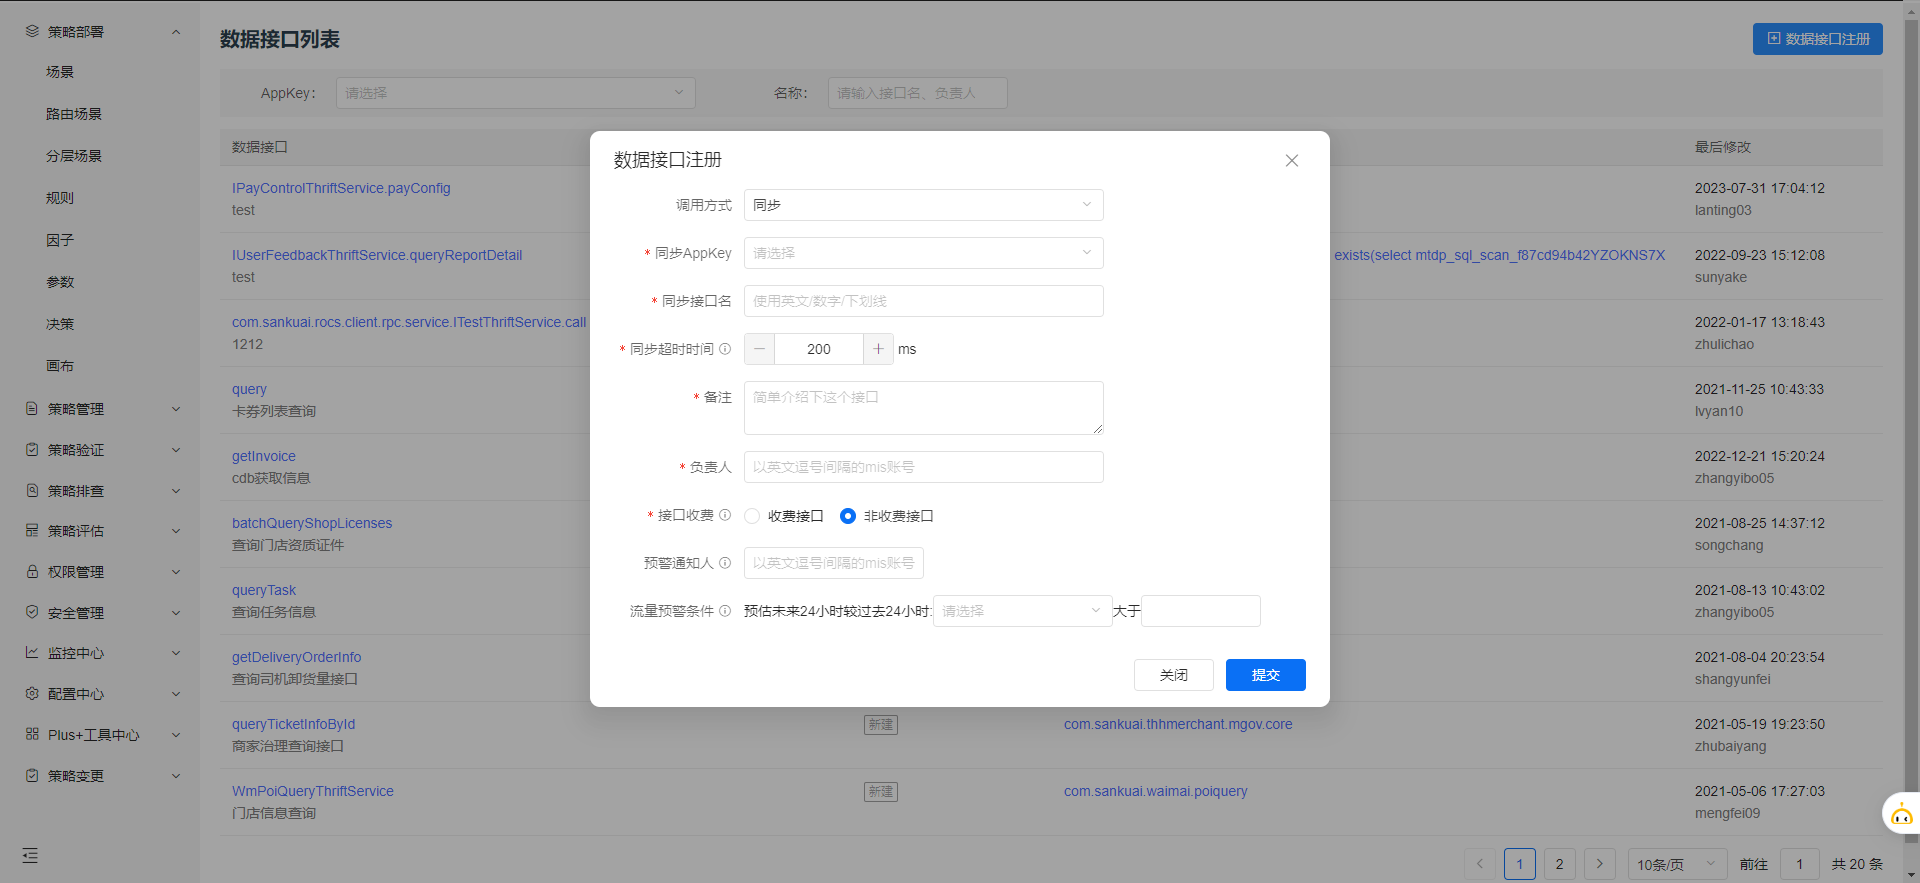 策略部署
场景
路由场景
分层场景
规则
因子
参数
决策
画布
策略管理
策略验证
策略排查
策略评估
权限管理
安全管理
监控中心
配置中心
Plus+工具中心
策略变更
数据接口列表
数据接口注册
AppKey：
请选择
名称：
请输入接口名、负责人
数据接口
最后修改
IPayControlThriftService.payConfig
test
2023-07-31 17:04:12
lanting03
IUserFeedbackThriftService.queryReportDetail
test
exists(select mtdp_sql_scan_f87cd94b42YZOKNS7X
2022-09-23 15:12:08
sunyake
com.sankuai.rocs.client.rpc.service.ITestThriftService.call
1212
2022-01-17 13:18:43
zhulichao
query
卡券列表查询
2021-11-25 10:43:33
lvyan10
getInvoice
cdb获取信息
2022-12-21 15:20:24
zhangyibo05
batchQueryShopLicenses
查询门店资质证件
2021-08-25 14:37:12
songchang
queryTask
查询任务信息
2021-08-13 10:43:02
zhangyibo05
getDeliveryOrderInfo
查询司机卸货量接口
2021-08-04 20:23:54
shangyunfei
queryTicketInfoById
商家治理查询接口
新建
com.sankuai.thhmerchant.mgov.core
2021-05-19 19:23:50
zhubaiyang
WmPoiQueryThriftService
门店信息查询
新建
com.sankuai.waimai.poiquery
2021-05-06 17:27:03
mengfei09
1
2
10条/页
前往
1
共 20 条
数据接口注册
调用方式
同步
* 同步AppKey
请选择
* 同步接口名
使用英文/数字/下划线
* 同步超时时间
200
ms
* 备注
简单介绍下这个接口
* 负责人
以英文逗号间隔的mis账号
* 接口收费
收费接口
非收费接口
预警通知人
以英文逗号间隔的mis账号
流量预警条件
预估未来24小时较过去24小时:
请选择
大于
关闭
提交